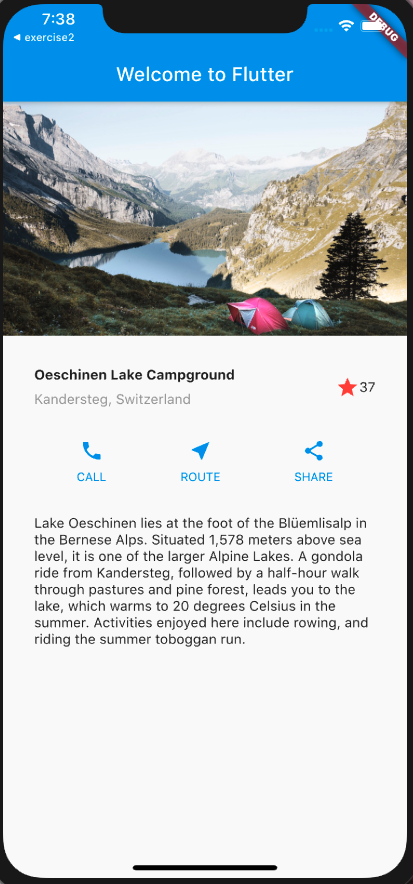 7:38
DEBUG
◀ exercise2
Welcome to Flutter
Oeschinen Lake Campground
37
Kandersteg, Switzerland
CALL ROUTE SHARE
Lake Oeschinen lies at the foot of the Blüemlisalp in
the Bernese Alps. Situated 1,578 meters above sea
level, it is one of the larger Alpine Lakes. A gondola
ride from Kandersteg, followed by a half-hour walk
through pastures and pine forest, leads you to the
lake, which warms to 20 degrees Celsius in the
summer. Activities enjoyed here include rowing, and
riding the summer toboggan run.